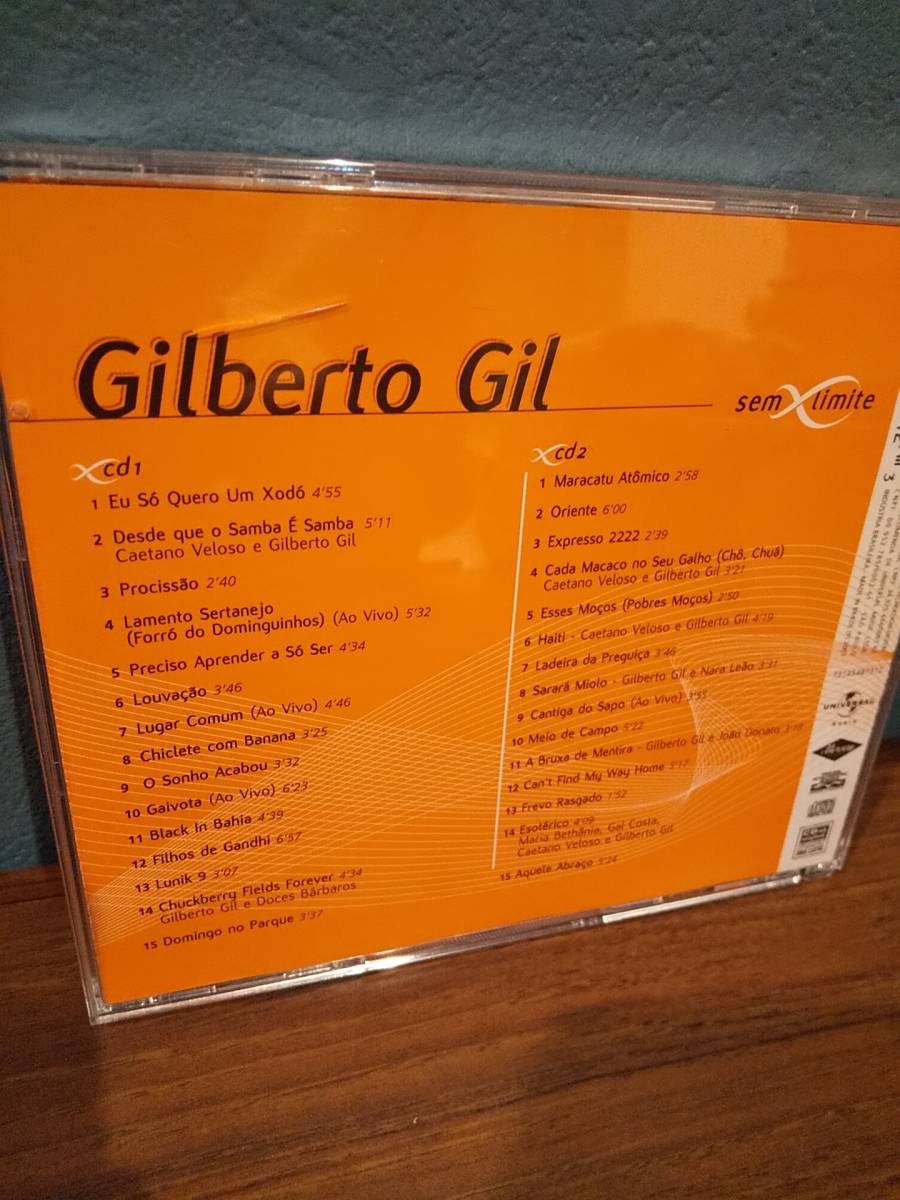 Gilberto Gil
sem limite
cd1
1 Eu Só Quero Um Xodó 4'55
2 Desde que o Samba É Samba 5'11
Caetano Veloso e Gilberto Gil
3 Procissão 2'40
4 Lamento Sertanejo
(Forró do Dominguinhos) (Ao Vivo) 5'32
5 Preciso Aprender a Só Ser 4'34
6 Louvação 3'46
7 Lugar Comum (Ao Vivo) 4'46
8 Chiclete com Banana 3'25
9 O Sonho Acabou 3'32
10 Gaivota (Ao Vivo) 6'23
11 Black In Bahia 4'39
12 Filhos de Gandhi 6'57
13 Lunik 9 3'07
14 Chuckberry Fields Forever 4'34
Gilberto Gil e Doces Bárbaros
15 Domingo no Parque 3'37
cd2
1 Maracatu Atômico 2'58
2 Oriente 6'00
3 Expresso 2222 2'39
4 Cada Macaco no Seu Galho (Chô, Chuá)
Caetano Veloso e Gilberto Gil 3'21
5 Esses Moços (Pobres Moços) 2'50
6 Haiti - Caetano Veloso e Gilberto Gil 4'19
7 Ladeira da Preguiça 3'46
8 Sarará Miolo - Gilberto Gil e Nara Leão 3'31
9 Cantiga do Sapo (Ao Vivo) 3'55
10 Meio de Campo 5'22
11 A Bruxa de Mentira - Gilberto Gil e João Donato
12 Can't Find My Way Home 5'17
13 Frevo Rasgado 1'52
14 Esotérico 4'09
Maria Bethânia, Gal Costa,
Caetano Veloso e Gilberto Gil
15 Aquele Abraço 5'24
UNIVERSAL